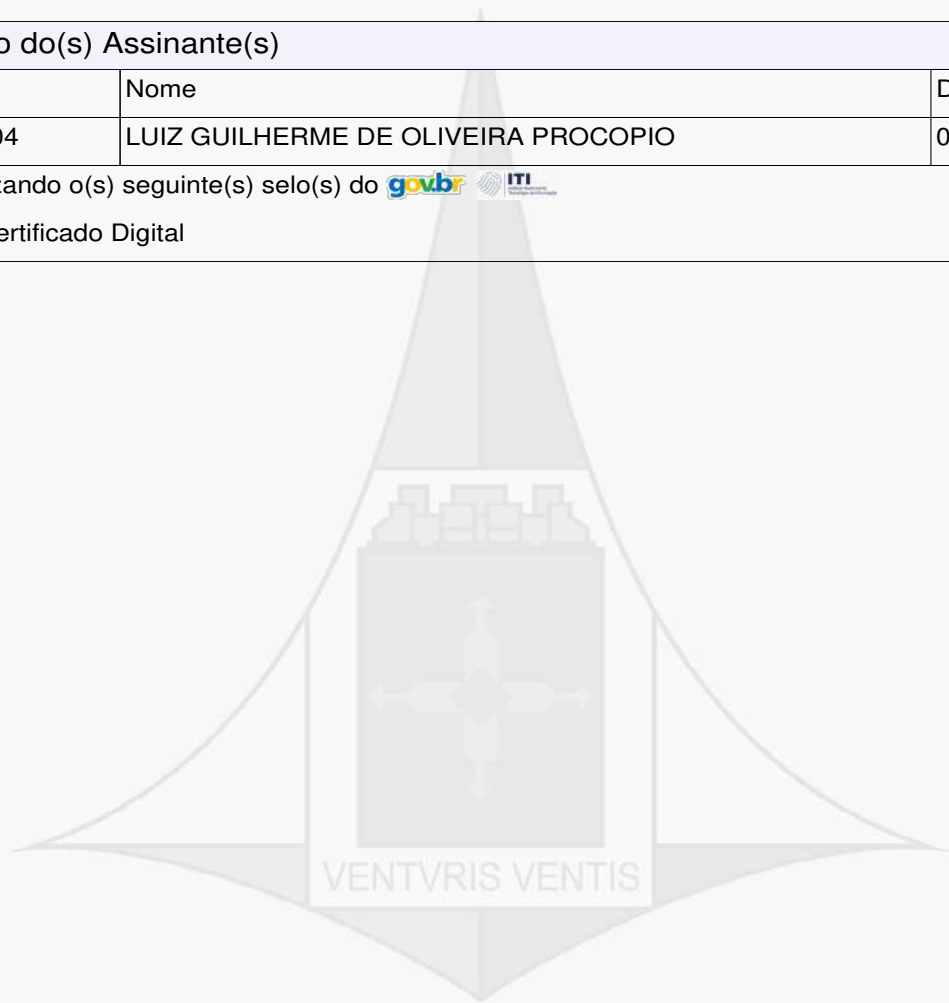 o do(s) Assinante(s)
Nome D
04 LUIZ GUILHERME DE OLIVEIRA PROCOPIO 0
zando o(s) seguinte(s) selo(s) do gov.br ITI
ertificado Digital
VENTVRIS VENTIS